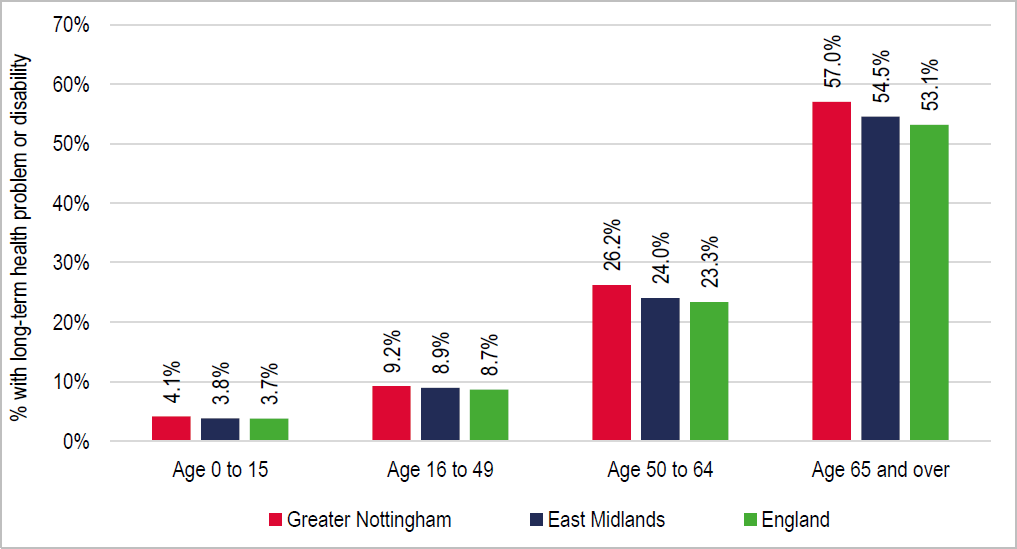 % with long-term health problem or disability
70%
60%
50%
40%
30%
20%
10%
0%
4.1%
3.8%
3.7%
9.2%
8.9%
8.7%
26.2%
24.0%
23.3%
57.0%
54.5%
53.1%
Age 0 to 15
Age 16 to 49
Age 50 to 64
Age 65 and over
Greater Nottingham
East Midlands
England